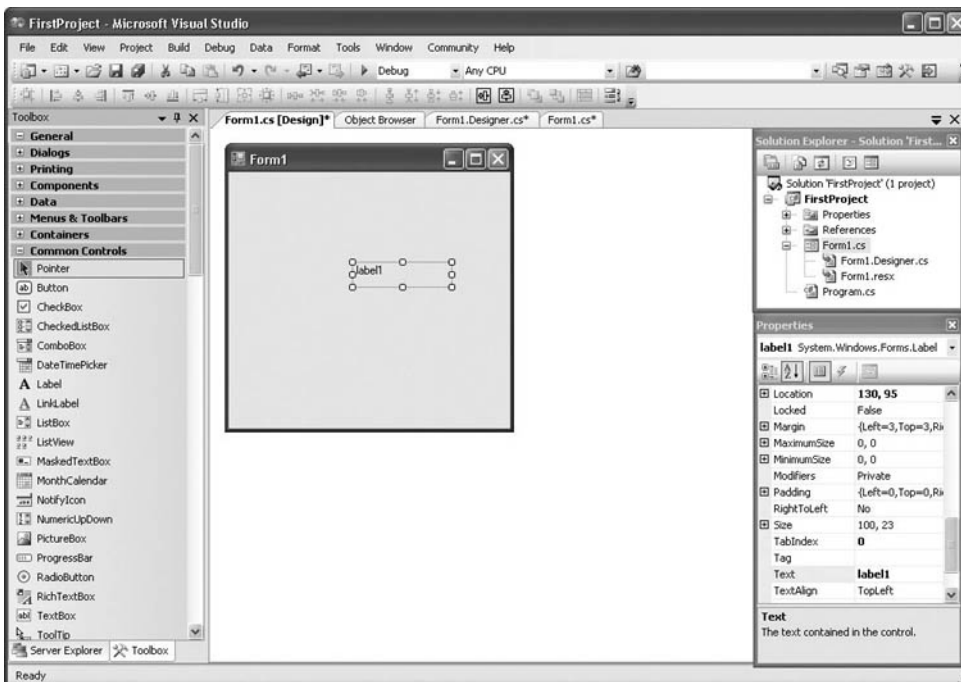 FirstProject - Microsoft Visual Studio
File Edit View Project Build Debug Data Format Tools Window Community Help
Debug Any CPU
Toolbox
General
Dialogs
Printing
Components
Data
Menus & Toolbars
Containers
Common Controls
Pointer
Button
CheckBox
CheckedListBox
ComboBox
DateTimePicker
Label
LinkLabel
ListBox
ListView
MaskedTextBox
MonthCalendar
NotifyIcon
NumericUpDown
PictureBox
ProgressBar
RadioButton
RichTextBox
TextBox
ToolTip
Server Explorer Toolbox
Form1.cs [Design]* Object Browser Form1.Designer.cs* Form1.cs*
Form1
label1
Solution Explorer - Solution 'First...
Solution 'FirstProject' (1 project)
FirstProject
Properties
References
Form1.cs
Form1.Designer.cs
Form1.resx
Program.cs
Properties
label1 System.Windows.Forms.Label
Location 130, 95
Locked False
Margin {Left=3,Top=3,Ri
MaximumSize 0, 0
MinimumSize 0, 0
Modifiers Private
Padding {Left=0,Top=0,Ri
RightToLeft No
Size 100, 23
TabIndex 0
Tag
Text label1
TextAlign TopLeft
Text
The text contained in the control.
Ready